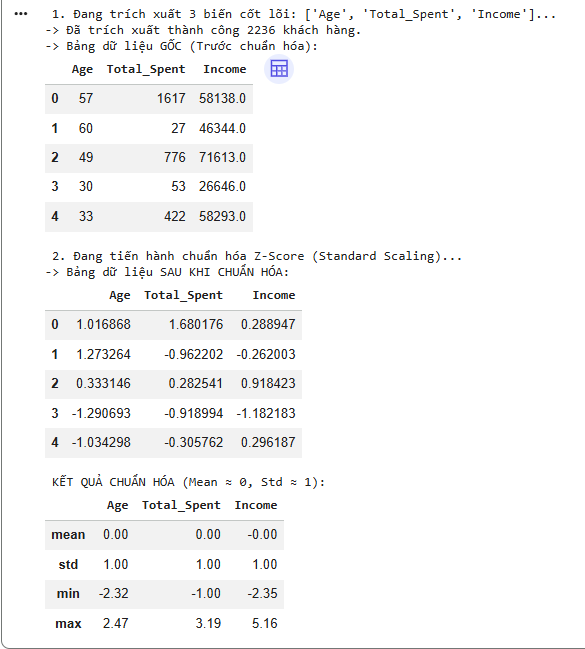 ••• 1. Đang trích xuất 3 biến cốt lõi: ['Age', 'Total_Spent', 'Income']...
-> Đã trích xuất thành công 2236 khách hàng.
-> Bảng dữ liệu GỐC (Trước chuẩn hóa):
Age Total_Spent Income
0 57 1617 58138.0
1 60 27 46344.0
2 49 776 71613.0
3 30 53 26646.0
4 33 422 58293.0
2. Đang tiến hành chuẩn hóa Z-Score (Standard Scaling)...
-> Bảng dữ liệu SAU KHI CHUẨN HÓA:
Age Total_Spent Income
0 1.016868 1.680176 0.288947
1 1.273264 -0.962202 -0.262003
2 0.333146 0.282541 0.918423
3 -1.290693 -0.918994 -1.182183
4 -1.034298 -0.305762 0.296187
KẾT QUẢ CHUẨN HÓA (Mean ≈ 0, Std ≈ 1):
Age Total_Spent Income
mean 0.00 0.00 -0.00
std 1.00 1.00 1.00
min -2.32 -1.00 -2.35
max 2.47 3.19 5.16